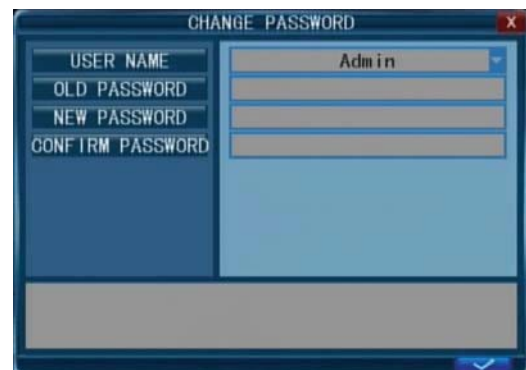 CHANGE PASSWORD X
USER NAME Admin
OLD PASSWORD
NEW PASSWORD
CONFIRM PASSWORD